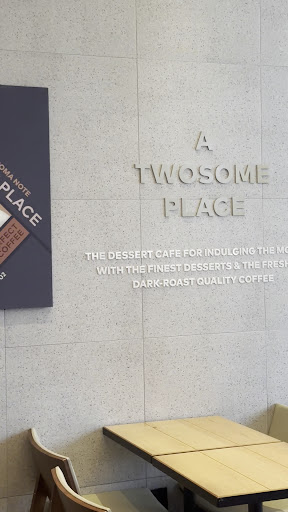 OMA NOTE
PLACE
COFFEE
A
TWOSOME
PLACE
THE DESSERT CAFE FOR INDULGING THE MO
WITH THE FINEST DESSERTS & THE FRESH
DARK-ROAST QUALITY COFFEE